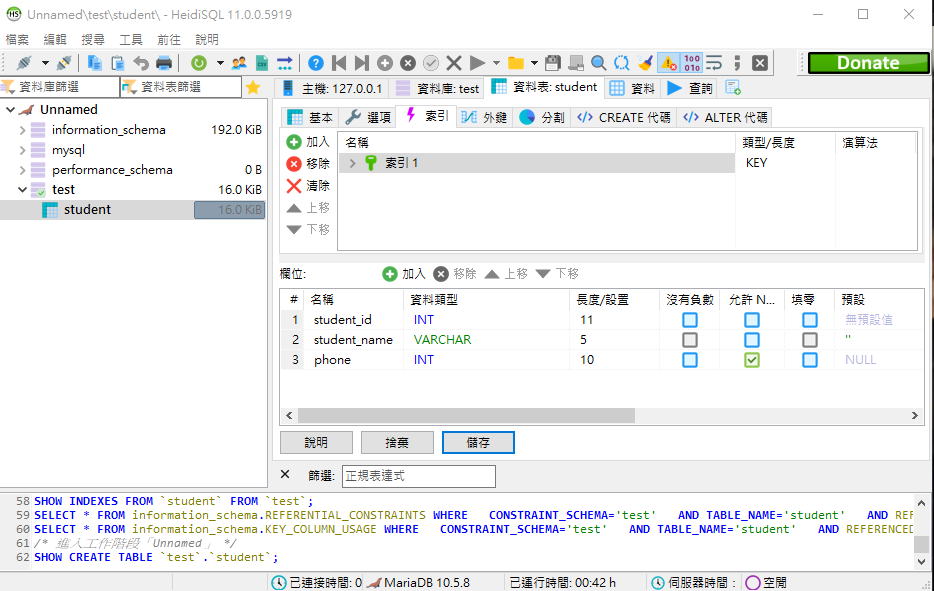 Unnamed\test\student\ - HeidiSQL 11.0.0.5919
檔案 編輯 搜尋 工具 前往 說明
Donate
資料庫篩選 資料表篩選
主機: 127.0.0.1 資料庫: test 資料表: student 資料 查詢
Unnamed
information_schema 192.0 KiB
mysql
performance_schema 0 B
test 16.0 KiB
student 16.0 KiB
基本 選項 索引 外鍵 分割 CREATE 代碼 ALTER 代碼
加入
移除
清除
上移
下移
名稱 類型/長度 演算法
索引 1 KEY
欄位: 加入 移除 上移 下移
# 名稱 資料類型 長度/設置 沒有負數 允許 N... 填零 預設
1 student_id INT 11 無預設值
2 student_name VARCHAR 5 ''
3 phone INT 10 NULL
說明 捨棄 儲存
篩選: 正規表達式
58 SHOW INDEXES FROM `student` FROM `test`;
59 SELECT * FROM information_schema.REFERENTIAL_CONSTRAINTS WHERE CONSTRAINT_SCHEMA='test' AND TABLE_NAME='student' AND REF
60 SELECT * FROM information_schema.KEY_COLUMN_USAGE WHERE CONSTRAINT_SCHEMA='test' AND TABLE_NAME='student' AND REFERENCED
61 /* 進入工作階段「Unnamed」 */
62 SHOW CREATE TABLE `test`.`student`;
已連接時間: 0 MariaDB 10.5.8 已運行時間: 00:42 h 伺服器時間: 空閒